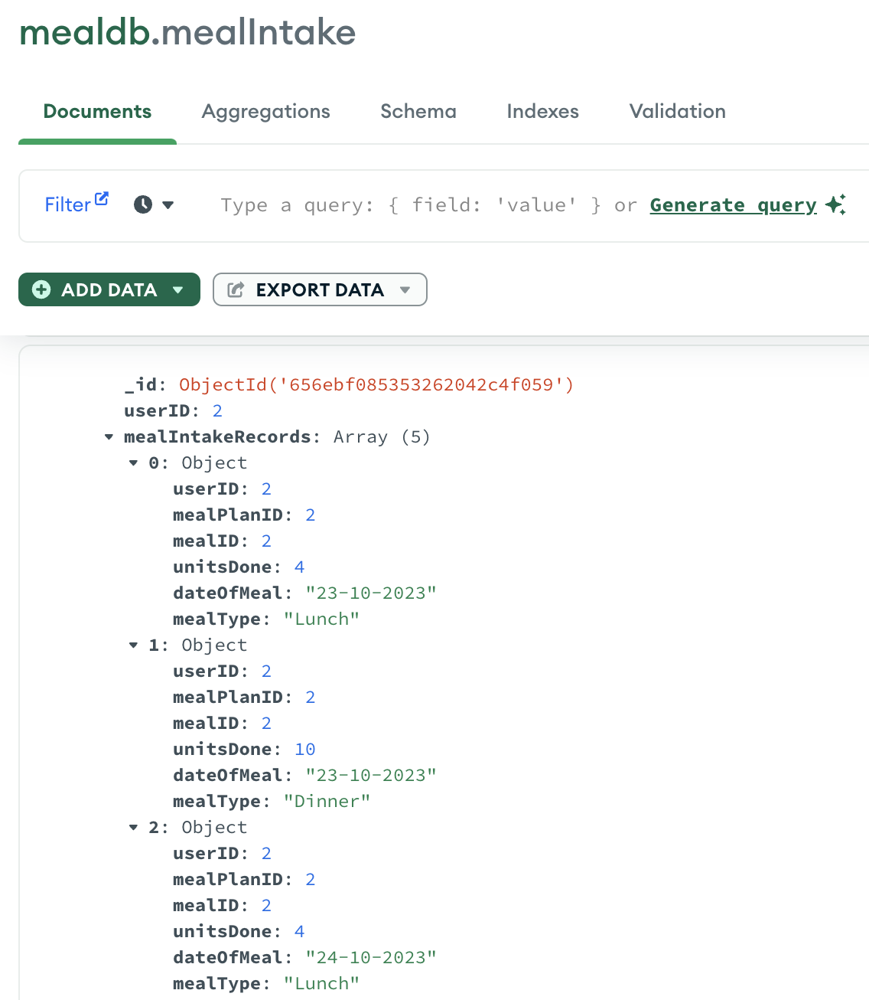 mealdb.mealIntake
Documents Aggregations Schema Indexes Validation
Filter Type a query: { field: 'value' } or Generate query
ADD DATA EXPORT DATA
_id: ObjectId('656ebf085353262042c4f059')
userID: 2
mealIntakeRecords: Array (5)
0: Object
userID: 2
mealPlanID: 2
mealID: 2
unitsDone: 4
dateOfMeal: "23-10-2023"
mealType: "Lunch"
1: Object
userID: 2
mealPlanID: 2
mealID: 2
unitsDone: 10
dateOfMeal: "23-10-2023"
mealType: "Dinner"
2: Object
userID: 2
mealPlanID: 2
mealID: 2
unitsDone: 4
dateOfMeal: "24-10-2023"
mealType: "Lunch"